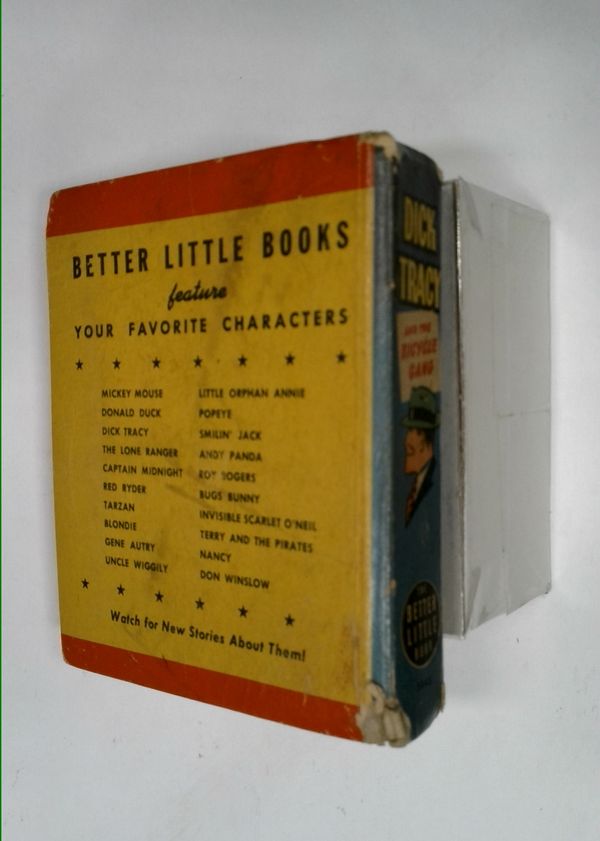 BETTER LITTLE BOOKS
feature
YOUR FAVORITE CHARACTERS
MICKEY MOUSE
DONALD DUCK
DICK TRACY
THE LONE RANGER
CAPTAIN MIDNIGHT
RED RYDER
TARZAN
BLONDIE
GENE AUTRY
UNCLE WIGGILY
LITTLE ORPHAN ANNIE
POPEYE
SMILIN' JACK
ANDY PANDA
ROY ROGERS
BUGS BUNNY
INVISIBLE SCARLET O'NEIL
TERRY AND THE PIRATES
NANCY
DON WINSLOW
Watch for New Stories About Them!
DICK
TRACY
AND THE
BICYCLE
GANG
THE
BETTER
LITTLE
BOOK